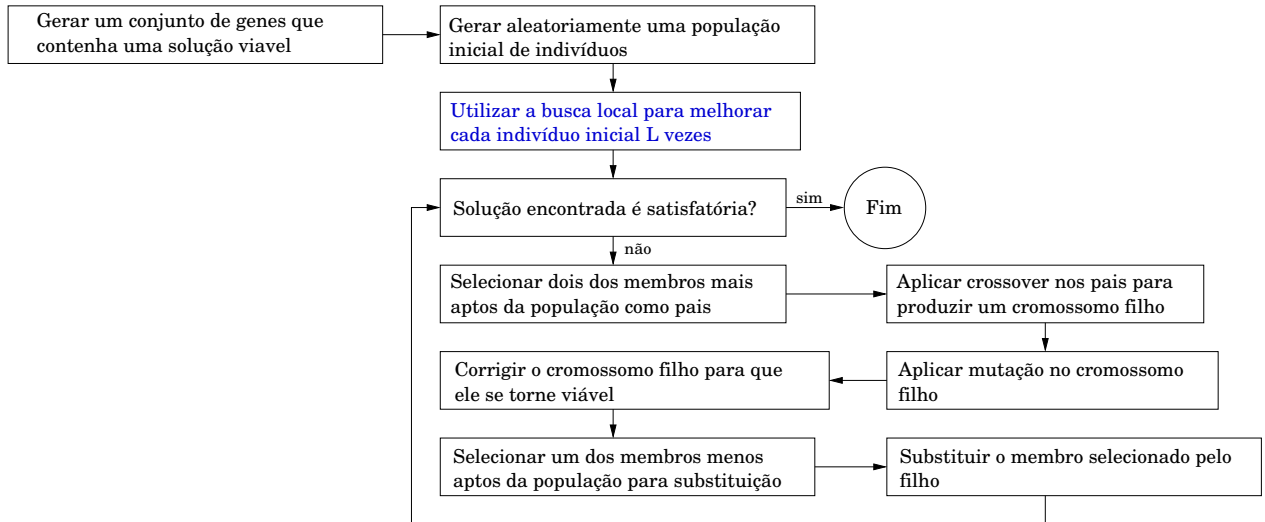 Gerar um conjunto de genes que
contenha uma solução viavel
Gerar aleatoriamente uma população
inicial de indivíduos
Utilizar a busca local para melhorar
cada indivíduo inicial L vezes
Solução encontrada é satisfatória?
sim
Fim
não
Selecionar dois dos membros mais
aptos da população como pais
Aplicar crossover nos pais para
produzir um cromossomo filho
Aplicar mutação no cromossomo
filho
Corrigir o cromossomo filho para que
ele se torne viável
Selecionar um dos membros menos
aptos da população para substituição
Substituir o membro selecionado pelo
filho